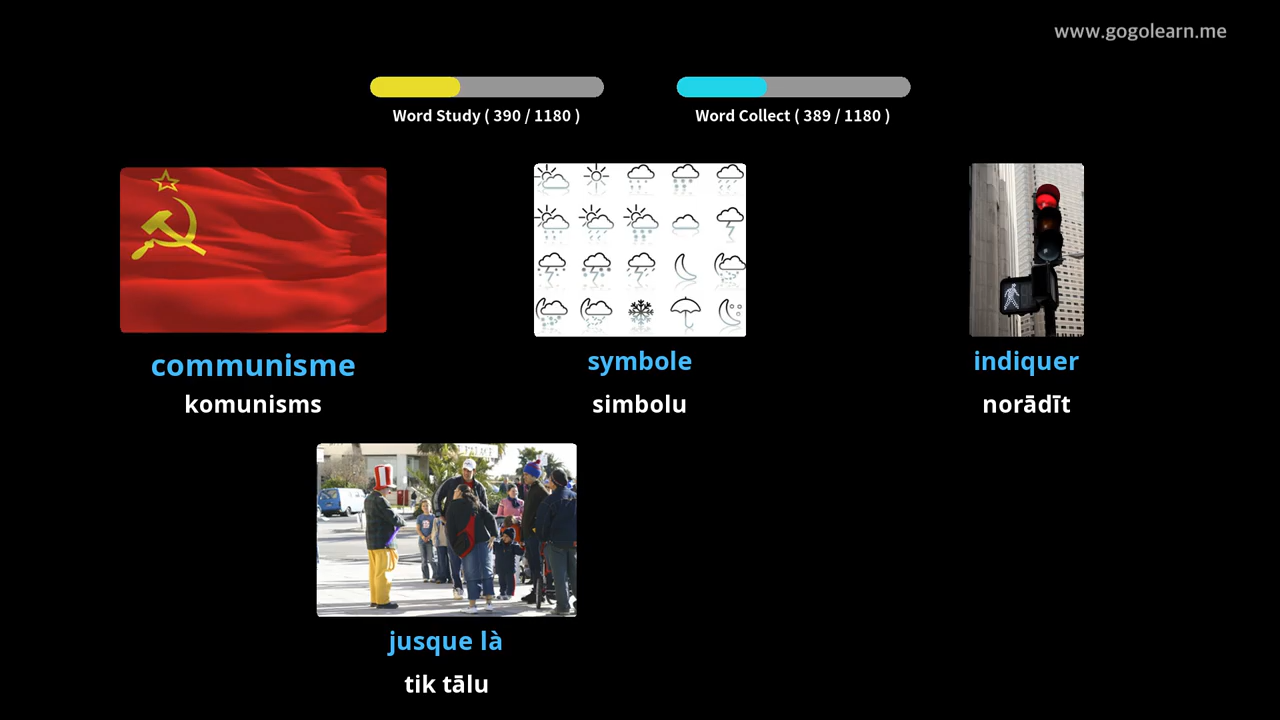 www.gogolearn.me
Word Study ( 390 / 1180 )
Word Collect ( 389 / 1180 )
communisme
komunisms
symbole
simbolu
indiquer
norādīt
jusque là
tik tālu